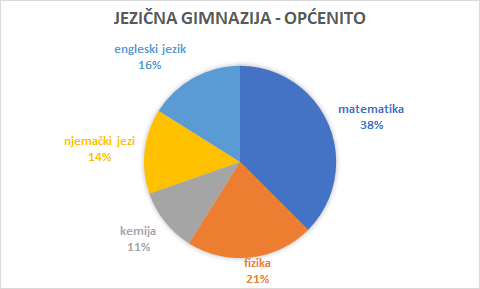 JEZIČNA GIMNAZIJA - OPĆENITO
engleski jezik
16%
matematika
38%
njemački jezi
14%
kemija
11%
fizika
21%